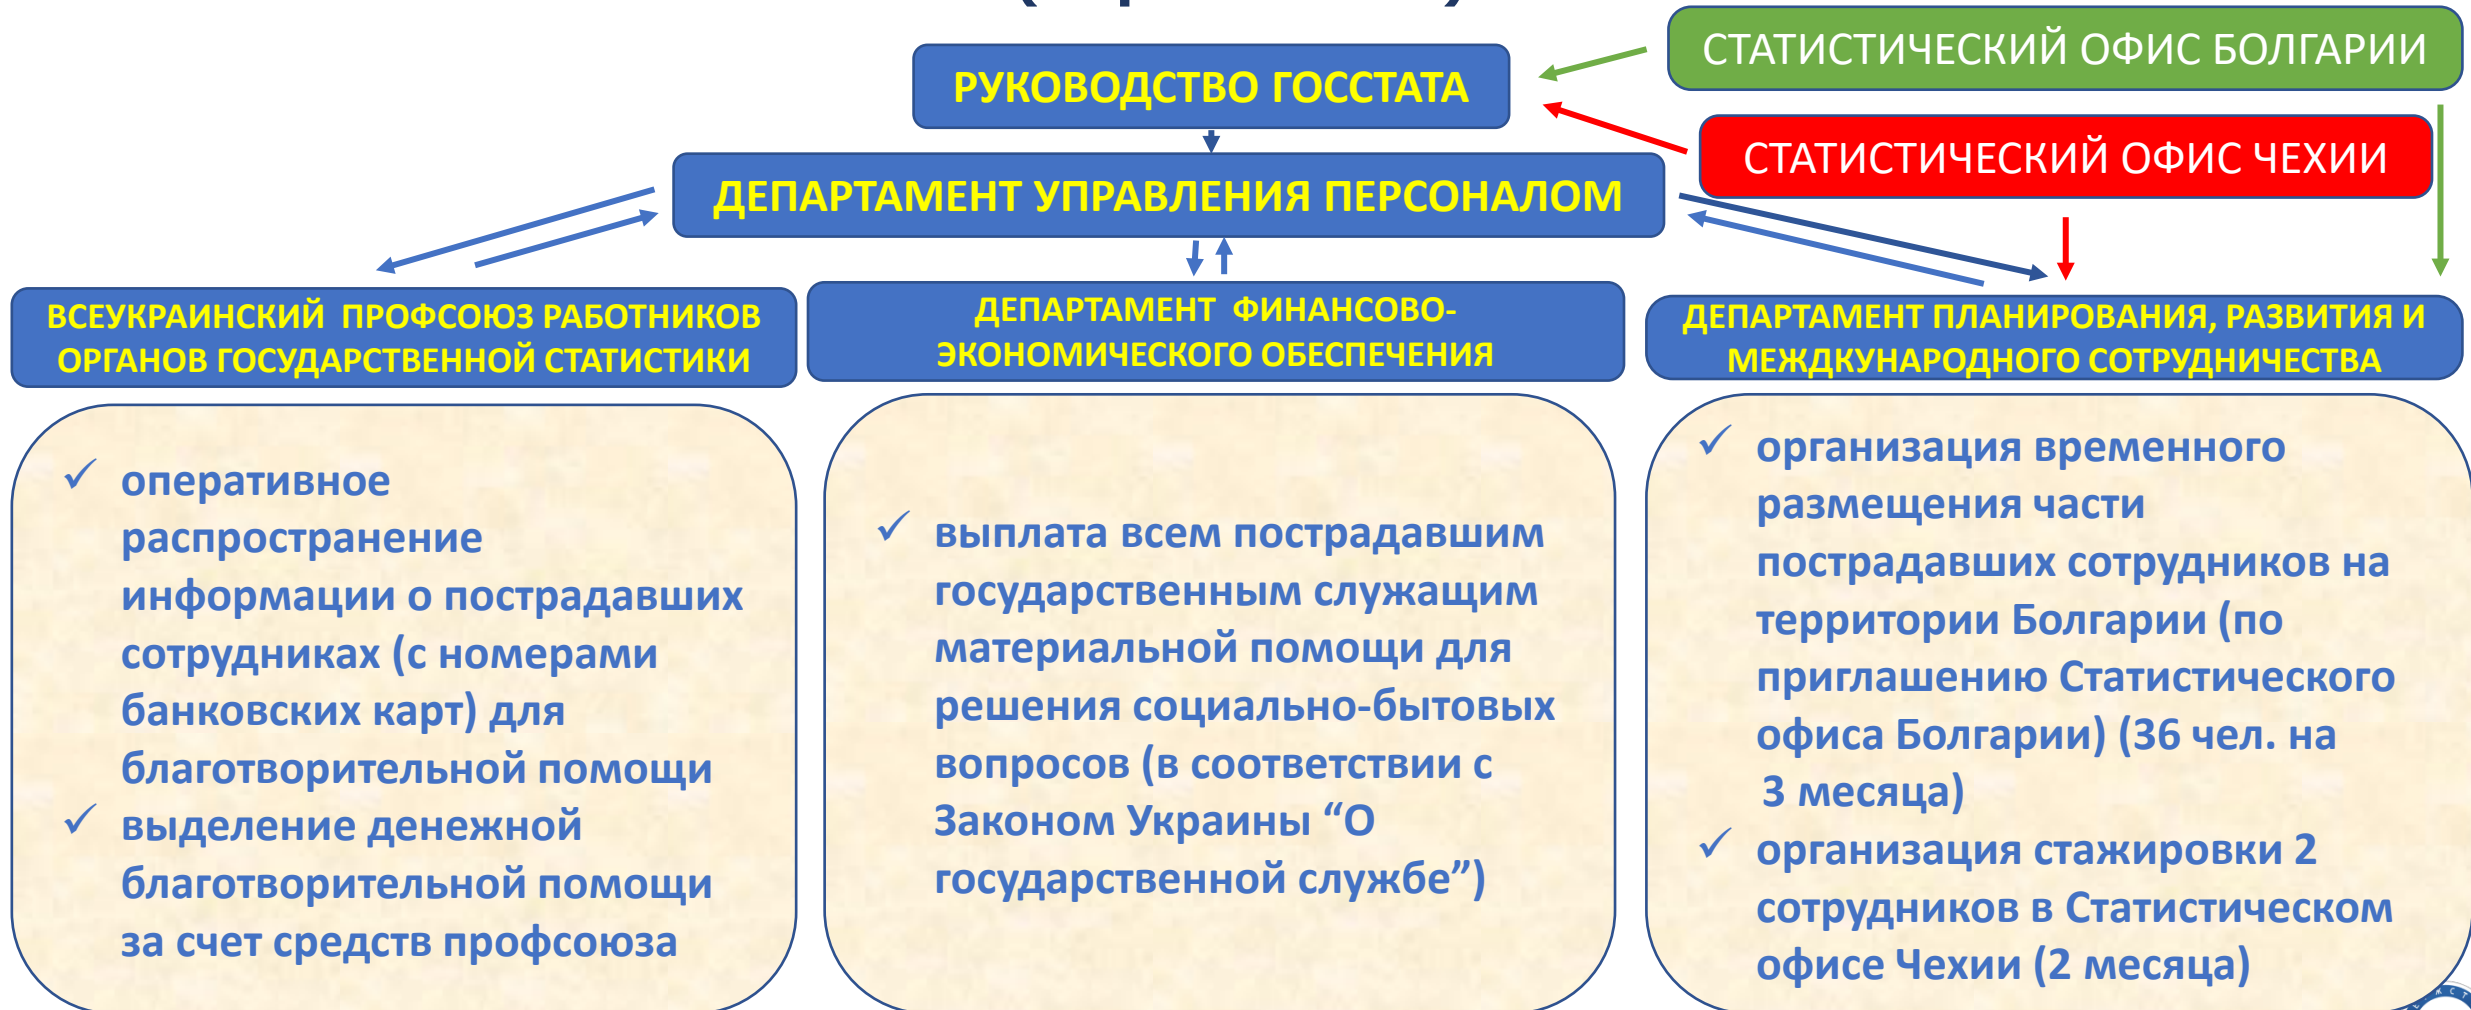 СТАТИСТИЧЕСКИЙ ОФИС БОЛГАРИИ
РУКОВОДСТВО ГОССТАТА
СТАТИСТИЧЕСКИЙ ОФИС ЧЕХИИ
ДЕПАРТАМЕНТ УПРАВЛЕНИЯ ПЕРСОНАЛОМ
ВСЕУКРАИНСКИЙ ПРОФСОЮЗ РАБОТНИКОВ
ОРГАНОВ ГОСУДАРСТВЕННОЙ СТАТИСТИКИ
✓ оперативное
распространение
информации о пострадавших
сотрудниках (с номерами
банковских карт) для
благотворительной помощи
✓ выделение денежной
благотворительной помощи
за счет средств профсоюза
ДЕПАРТАМЕНТ ФИНАНСОВО-
ЭКОНОМИЧЕСКОГО ОБЕСПЕЧЕНИЯ
✓ выплата всем пострадавшим
государственным служащим
материальной помощи для
решения социально-бытовых
вопросов (в соответствии с
Законом Украины “О
государственной службе”)
ДЕПАРТАМЕНТ ПЛАНИРОВАНИЯ, РАЗВИТИЯ И
МЕЖДКУНАРОДНОГО СОТРУДНИЧЕСТВА
✓ организация временного
размещения части
пострадавших сотрудников на
территории Болгарии (по
приглашению Статистического
офиса Болгарии) (36 чел. на
3 месяца)
✓ организация стажировки 2
сотрудников в Статистическом
офисе Чехии (2 месяца)